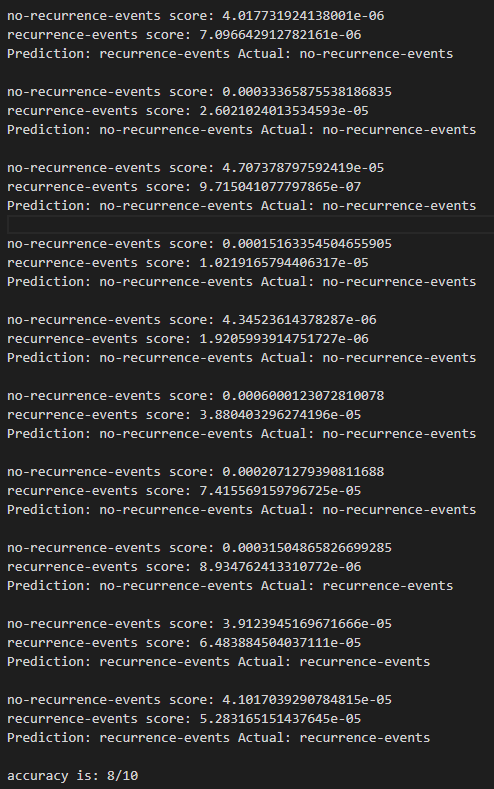 no-recurrence-events score: 4.017731924138001e-06
recurrence-events score: 7.096642912782161e-06
Prediction: recurrence-events Actual: no-recurrence-events
no-recurrence-events score: 0.00033365875538186835
recurrence-events score: 2.6021024013534593e-05
Prediction: no-recurrence-events Actual: no-recurrence-events
no-recurrence-events score: 4.707378797592419e-05
recurrence-events score: 9.715041077797865e-07
Prediction: no-recurrence-events Actual: no-recurrence-events
no-recurrence-events score: 0.00015163354504655905
recurrence-events score: 1.0219165794406317e-05
Prediction: no-recurrence-events Actual: no-recurrence-events
no-recurrence-events score: 4.34523614378287e-06
recurrence-events score: 1.9205993914751727e-06
Prediction: no-recurrence-events Actual: no-recurrence-events
no-recurrence-events score: 0.0006000123072810078
recurrence-events score: 3.880403296274196e-05
Prediction: no-recurrence-events Actual: no-recurrence-events
no-recurrence-events score: 0.0002071279390811688
recurrence-events score: 7.415569159796725e-05
Prediction: no-recurrence-events Actual: no-recurrence-events
no-recurrence-events score: 0.00031504865826699285
recurrence-events score: 8.934762413310772e-06
Prediction: no-recurrence-events Actual: recurrence-events
no-recurrence-events score: 3.9123945169671666e-05
recurrence-events score: 6.483884504037111e-05
Prediction: recurrence-events Actual: recurrence-events
no-recurrence-events score: 4.1017039290784815e-05
recurrence-events score: 5.283165151437645e-05
Prediction: recurrence-events Actual: recurrence-events
accuracy is: 8/10